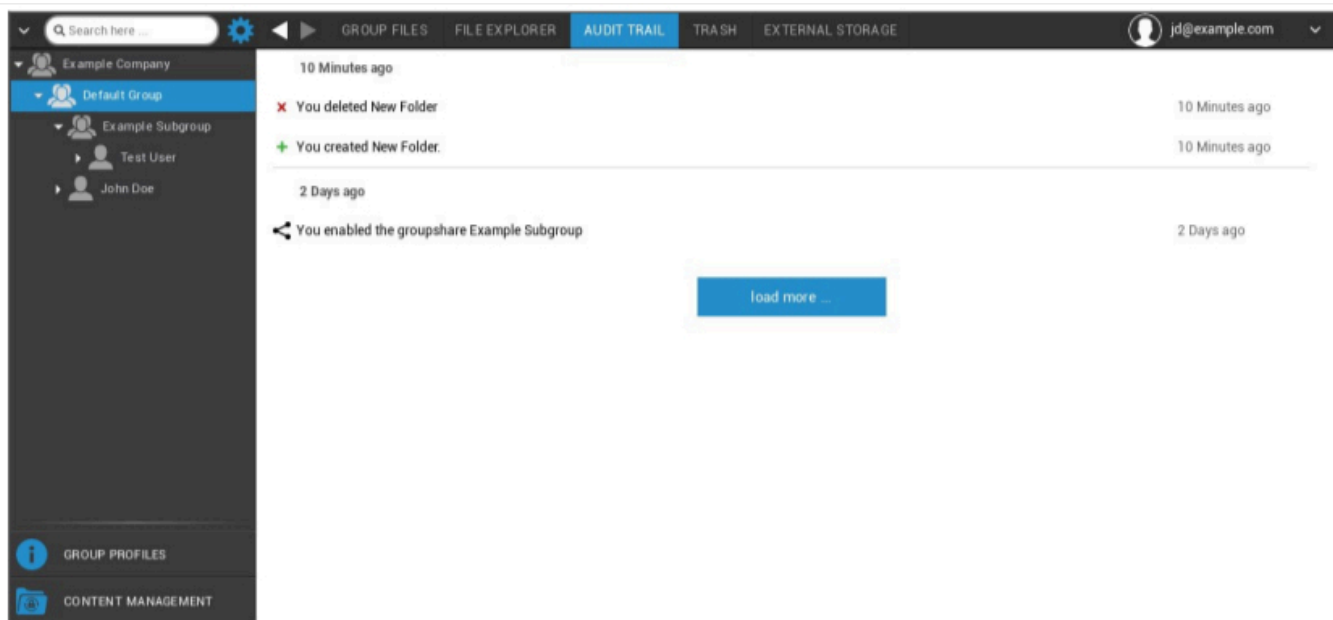 Search here ...
GROUP FILES FILE EXPLORER AUDIT TRAIL TRASH EXTERNAL STORAGE
jd@example.com
Example Company
Default Group
Example Subgroup
Test User
John Doe
GROUP PROFILES
CONTENT MANAGEMENT
10 Minutes ago
You deleted New Folder 10 Minutes ago
You created New Folder. 10 Minutes ago
2 Days ago
You enabled the groupshare Example Subgroup 2 Days ago
load more ...